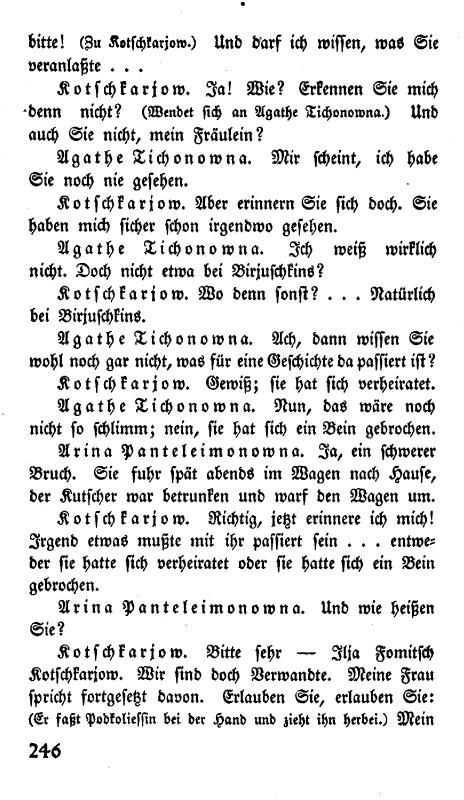 bitte! (Zu Kotschkarjow.) Und darf ich wissen, was Sie
veranlaßte . . .
Kotschkarjow. Ja! Wie? Erkennen Sie mich
denn nicht? (Wendet sich an Agathe Tichonowna.) Und
auch Sie nicht, mein Fräulein?
Agathe Tichonowna. Mir scheint, ich habe
Sie noch nie gesehen.
Kotschkarjow. Aber erinnern Sie sich doch. Sie
haben mich sicher schon irgendwo gesehen.
Agathe Tichonowna. Ich weiß wirklich
nicht. Doch nicht etwa bei Birjuschkins?
Kotschkarjow. Wo denn sonst? . . . Natürlich
bei Birjuschkins.
Agathe Tichonowna. Ach, dann wissen Sie
wohl noch gar nicht, was für eine Geschichte da passiert ist?
Kotschkarjow. Gewiß; sie hat sich verheiratet.
Agathe Tichonowna. Nun, das wäre noch
nicht so schlimm; nein, sie hat sich ein Bein gebrochen.
Arina Panteleimonowna. Ja, ein schwerer
Bruch. Sie fuhr spät abends im Wagen nach Hause,
der Kutscher war betrunken und warf den Wagen um.
Kotschkarjow. Richtig, jetzt erinnere ich mich!
Irgend etwas mußte mit ihr passiert sein . . . entwe-
der sie hatte sich verheiratet oder sie hatte sich ein Bein
gebrochen.
Arina Panteleimonowna. Und wie heißen
Sie?
Kotschkarjow. Bitte sehr — Ilja Fomitsch
Kotschkarjow. Wir sind doch Verwandte. Meine Frau
spricht fortgesetzt davon. Erlauben Sie, erlauben Sie:
(Er faßt Podkoliessin bei der Hand und zieht ihn herbei.) Mein
246